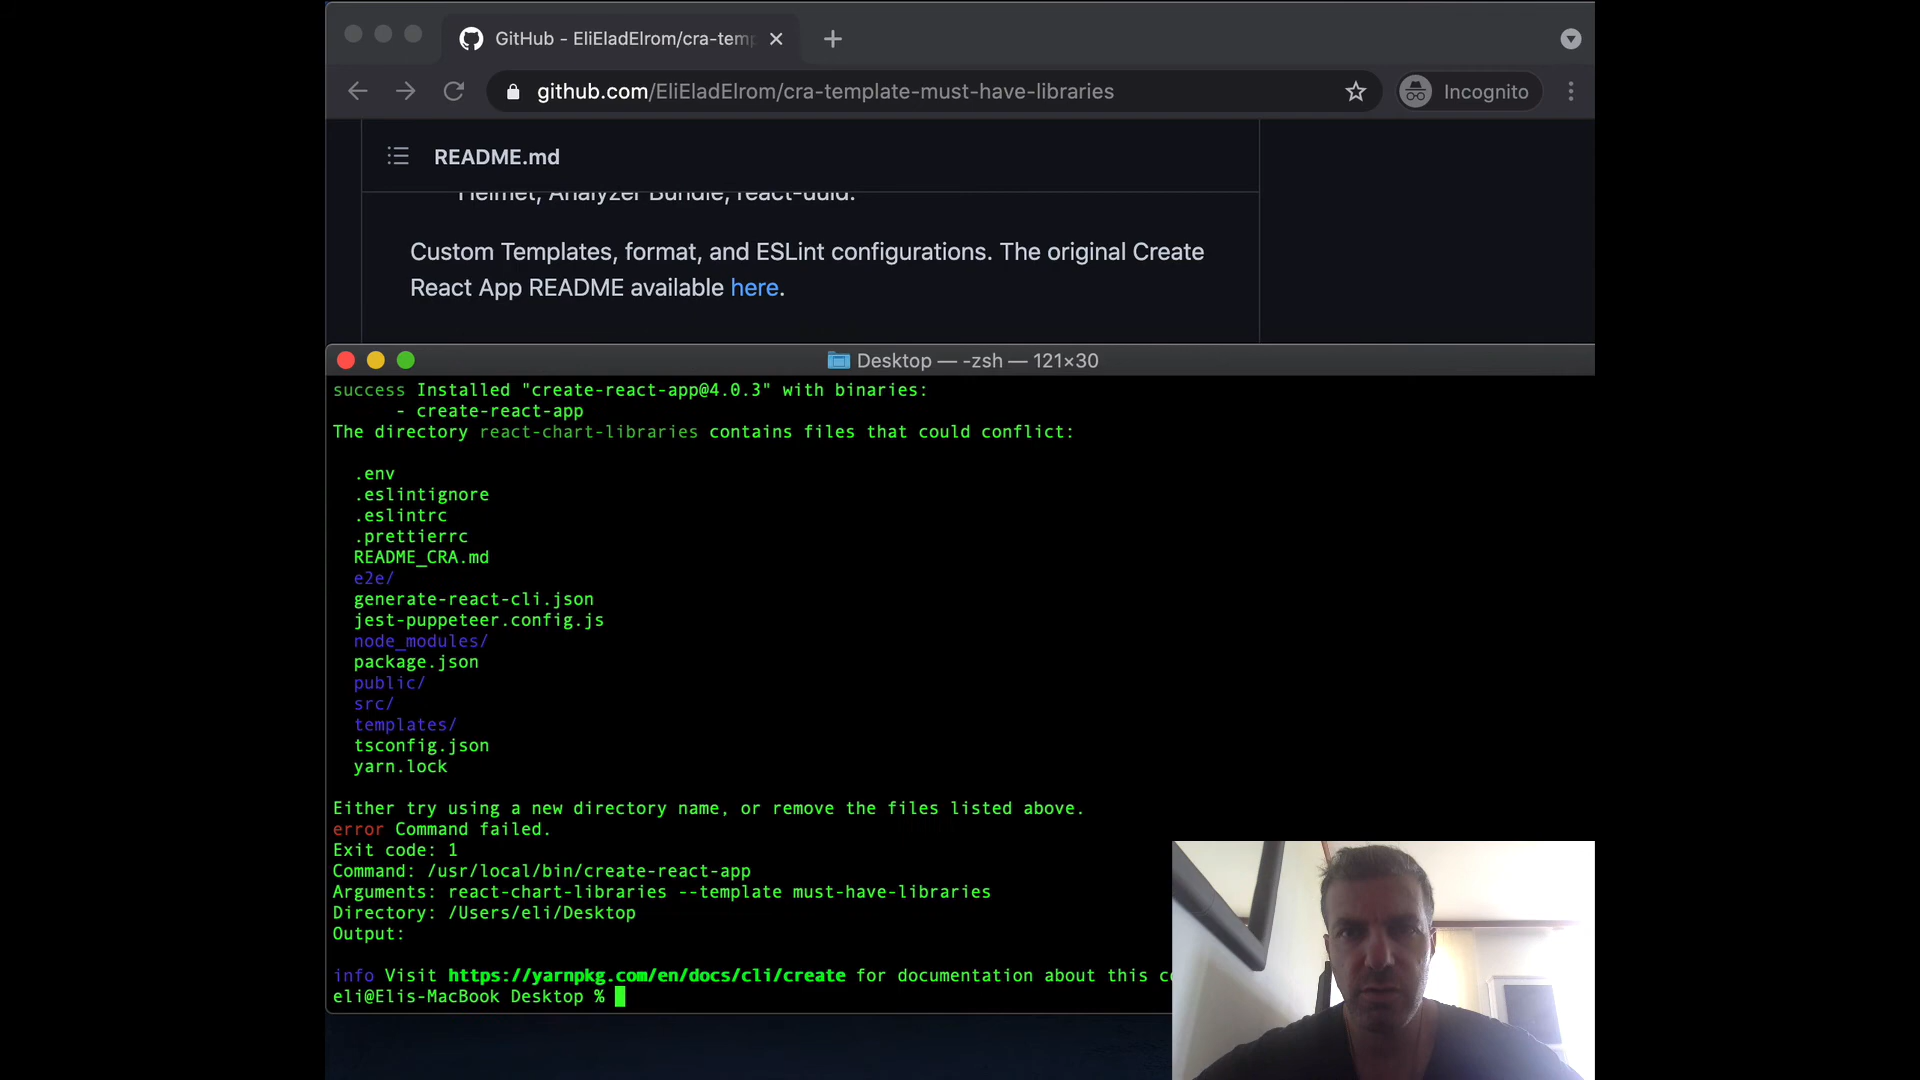 GitHub - EliEladElrom/cra-temp
github.com/EliEladElrom/cra-template-must-have-libraries
Incognito
README.md
Helmet, Analyzer Bundle, react-uuid.
Custom Templates, format, and ESLint configurations. The original Create
React App README available here.
Desktop — -zsh — 121×30
success Installed "create-react-app@4.0.3" with binaries:
- create-react-app
The directory react-chart-libraries contains files that could conflict:
.env
.eslintignore
.eslintrc
.prettierrc
README_CRA.md
e2e/
generate-react-cli.json
jest-puppeteer.config.js
node_modules/
package.json
public/
src/
templates/
tsconfig.json
yarn.lock
Either try using a new directory name, or remove the files listed above.
error Command failed.
Exit code: 1
Command: /usr/local/bin/create-react-app
Arguments: react-chart-libraries --template must-have-libraries
Directory: /Users/eli/Desktop
Output:
info Visit https://yarnpkg.com/en/docs/cli/create for documentation about this
eli@Elis-MacBook Desktop %